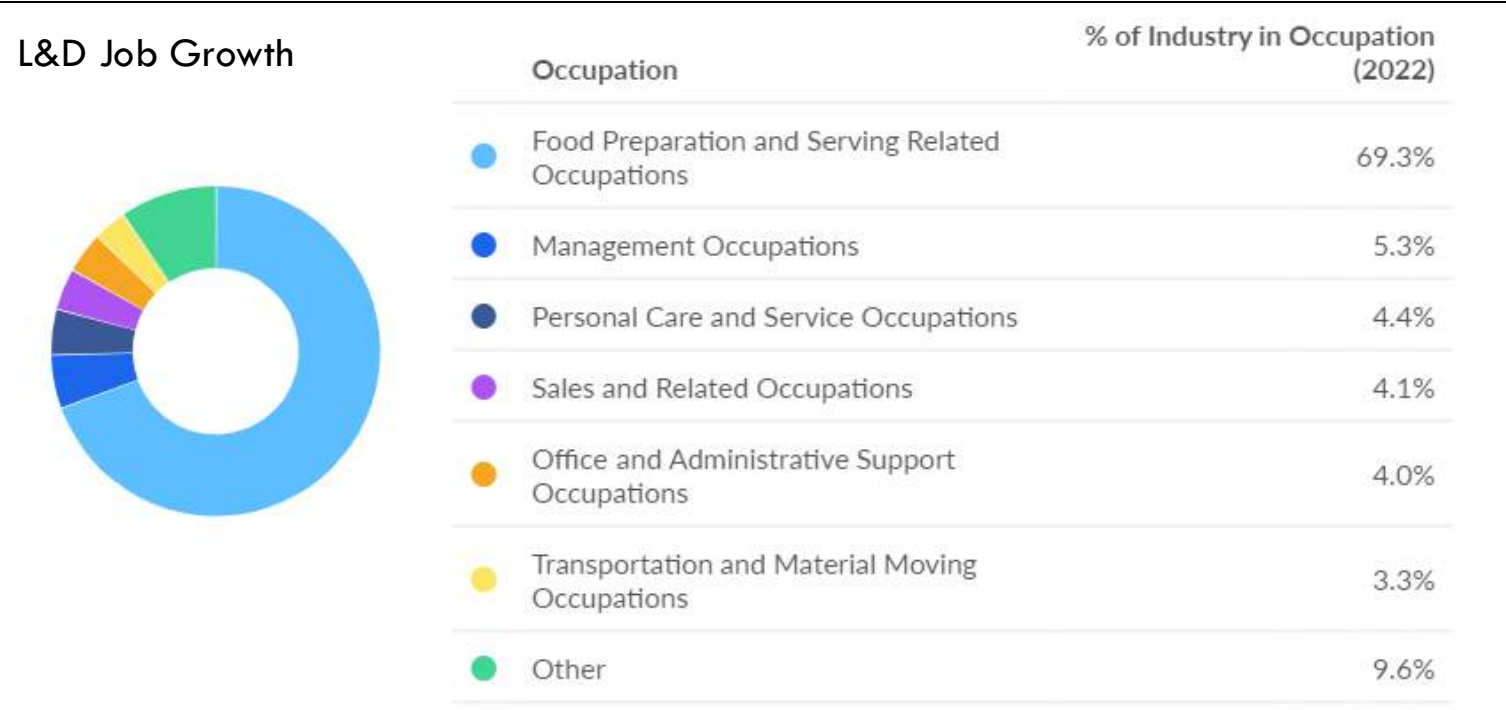 L&D Job Growth
% of Industry in Occupation
(2022)
Occupation
Food Preparation and Serving Related
Occupations
69.3%
Management Occupations
5.3%
Personal Care and Service Occupations
4.4%
Sales and Related Occupations
4.1%
Office and Administrative Support
Occupations
4.0%
Transportation and Material Moving
Occupations
3.3%
Other
9.6%